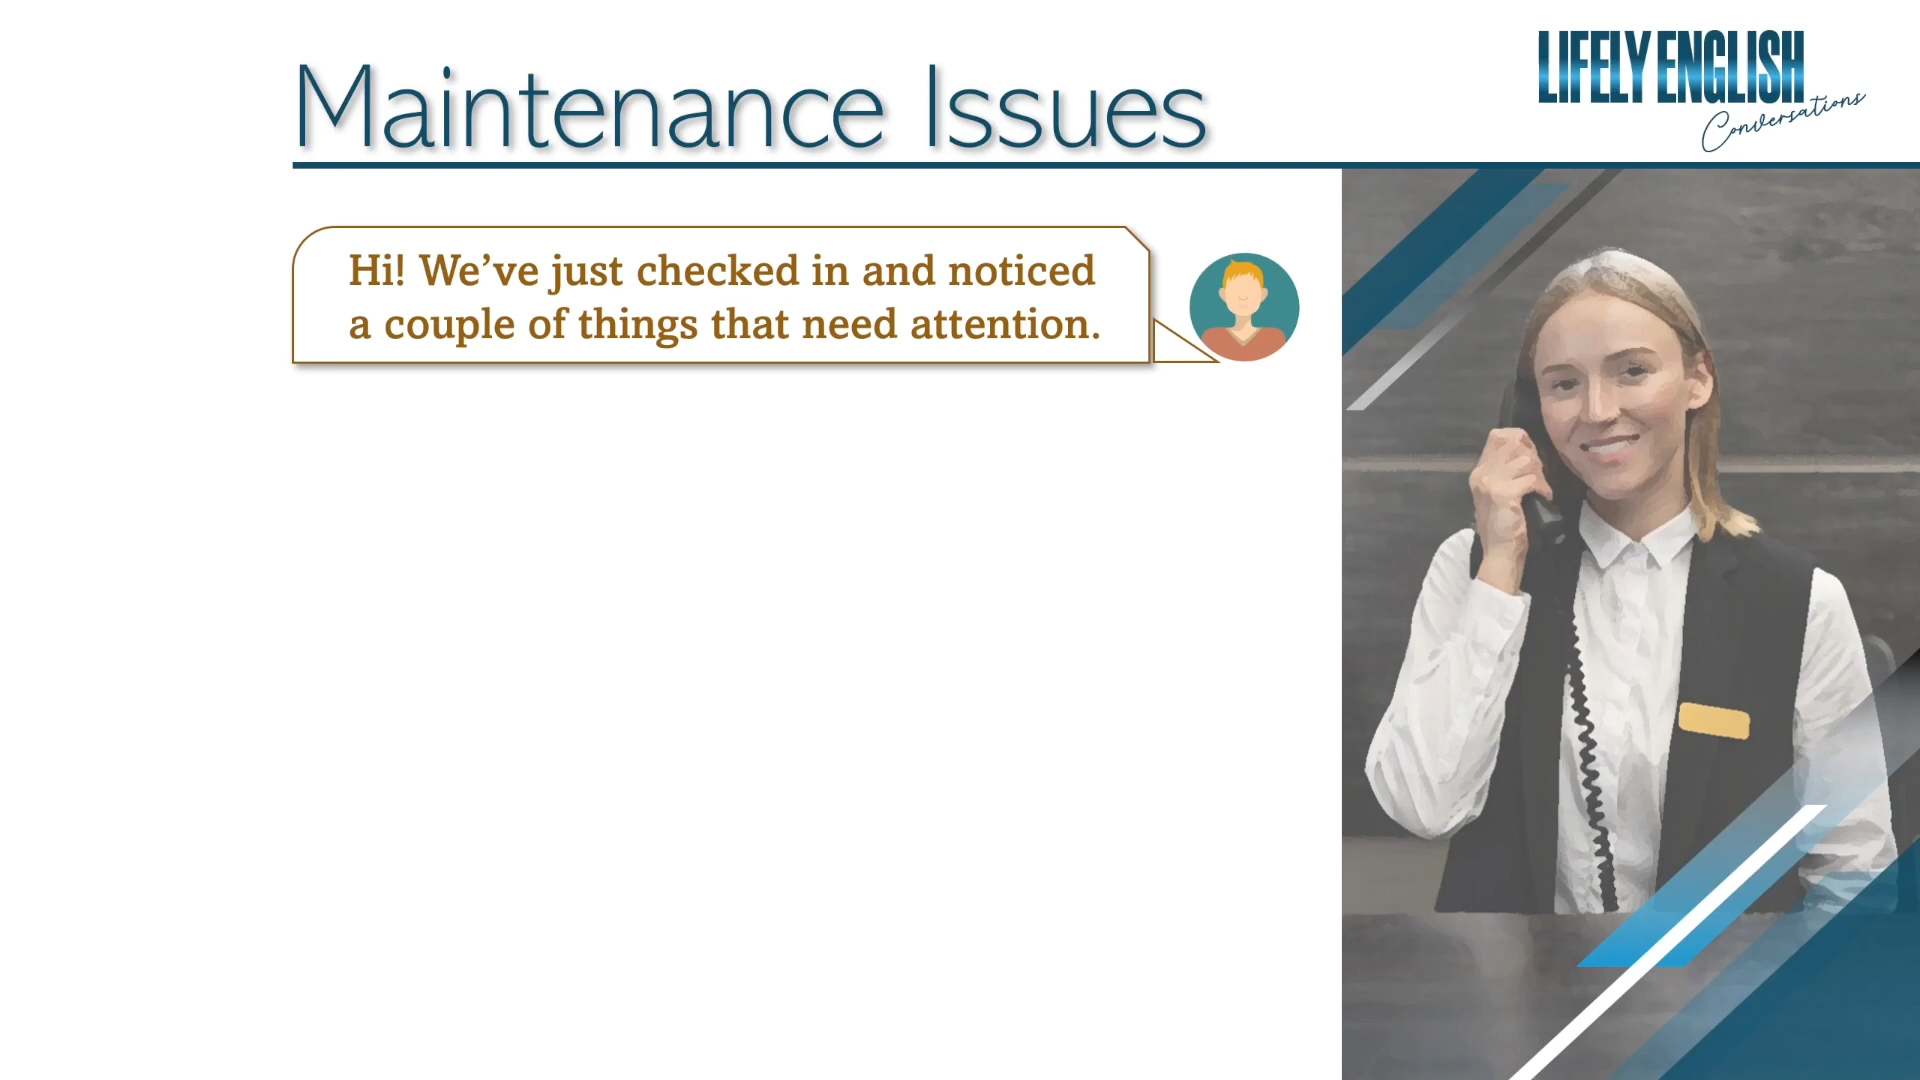 Maintenance Issues
LIFELY ENGLISH
Conversations
Hi! We’ve just checked in and noticed
a couple of things that need attention.